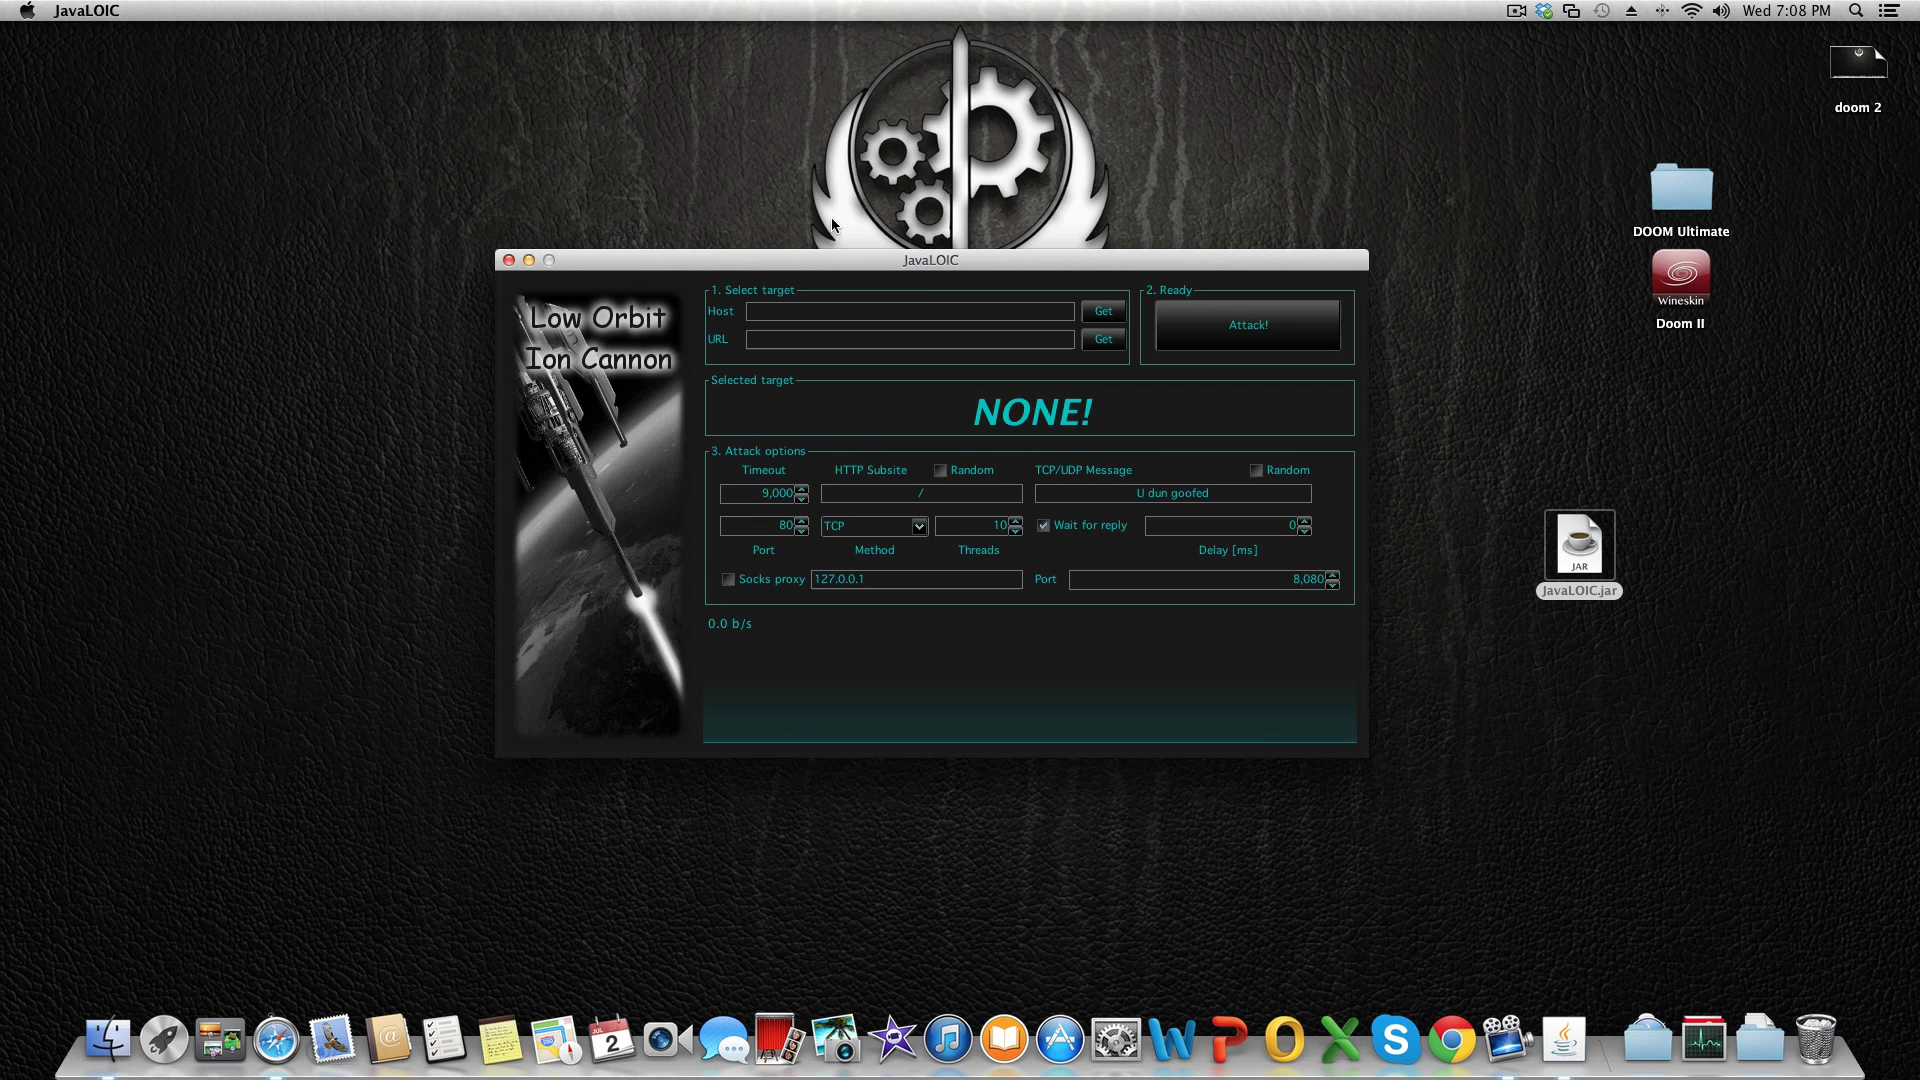 JavaLOIC
Wed 7:08 PM
doom 2
DOOM Ultimate
Wineskin
Doom II
JAR
JavaLOIC.jar
JavaLOIC
Low Orbit
Ion Cannon
1. Select target
Host
Get
URL
Get
2. Ready
Attack!
Selected target
NONE!
3. Attack options
Timeout
HTTP Subsite
Random
TCP/UDP Message
Random
9,000
/
U dun goofed
80
TCP
10
Wait for reply
0
Port
Method
Threads
Delay [ms]
Socks proxy
127.0.0.1
Port
8,080
0.0 b/s
JUL
2